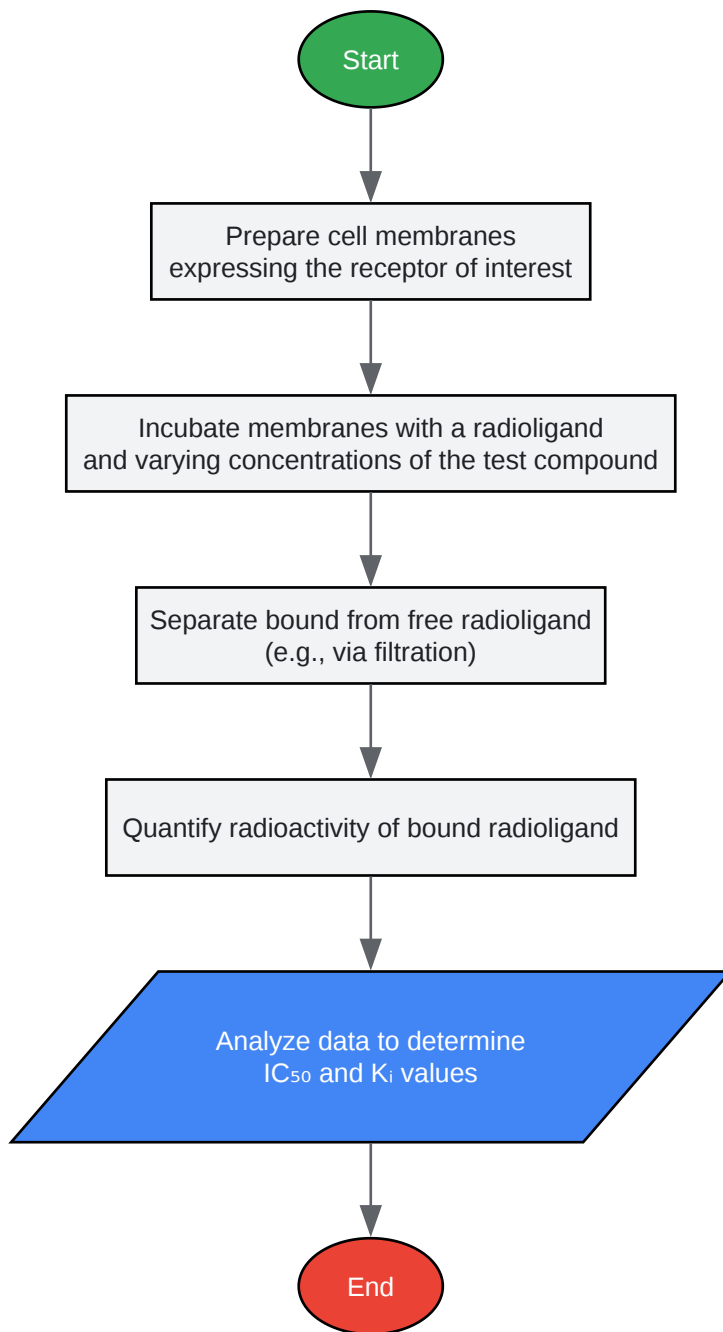 Start
Prepare cell membranes
expressing the receptor of interest
Incubate membranes with a radioligand
and varying concentrations of the test compound
Separate bound from free radioligand
(e.g., via filtration)
Quantify radioactivity of bound radioligand
Analyze data to determine
IC₅₀ and Kᵢ values
End